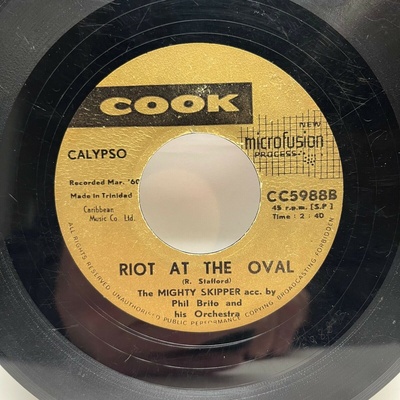 COOK
NEW
microfusion
PROCESS
CALYPSO
Recorded Mar. '60
Made in Trinidad
Caribbean
Music Co. Ltd.
CC5988B
45 r.p.m. [S.P]
Time : 2 - 40
RIOT AT THE OVAL
(R. Stafford)
The MIGHTY SKIPPER acc. by
Phil Brito and
his Orchestra
ALL RIGHTS RESERVED UNAUTHORISED PUBLIC PERFORMANCE COPYING BROADCASTING FORBIDDEN